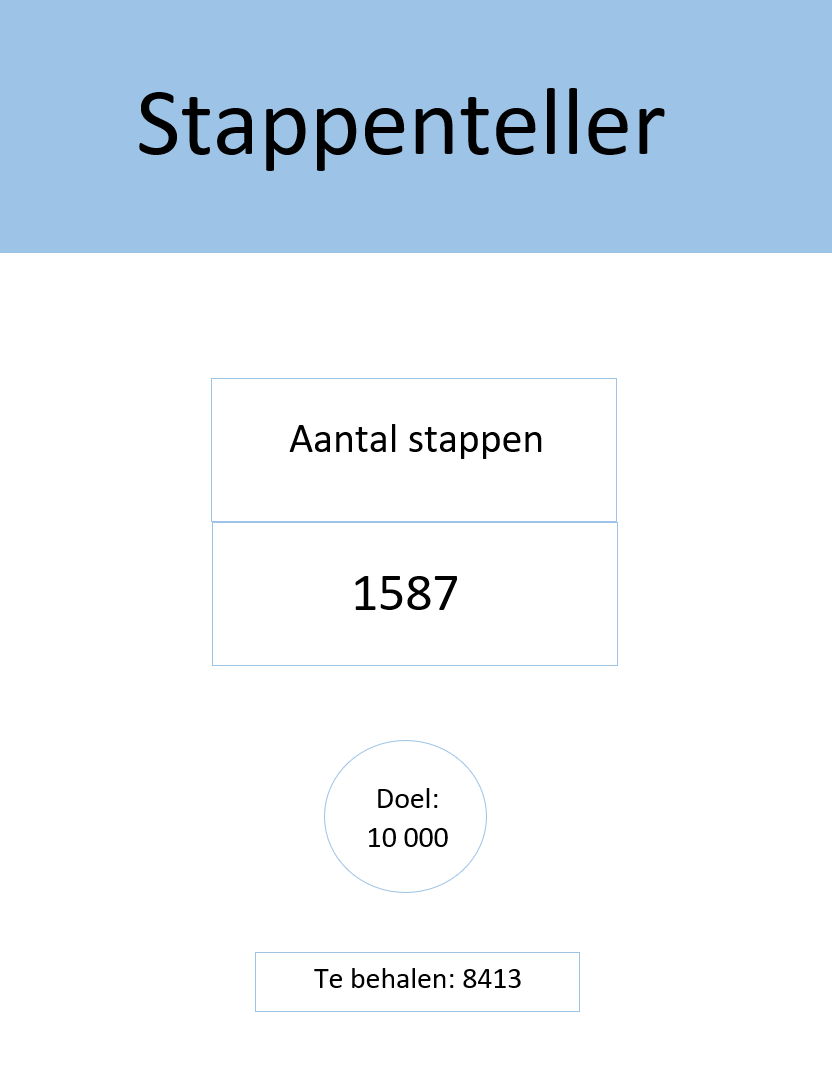 Stappenteller
Aantal stappen
1587
Doel:
10 000
Te behalen: 8413